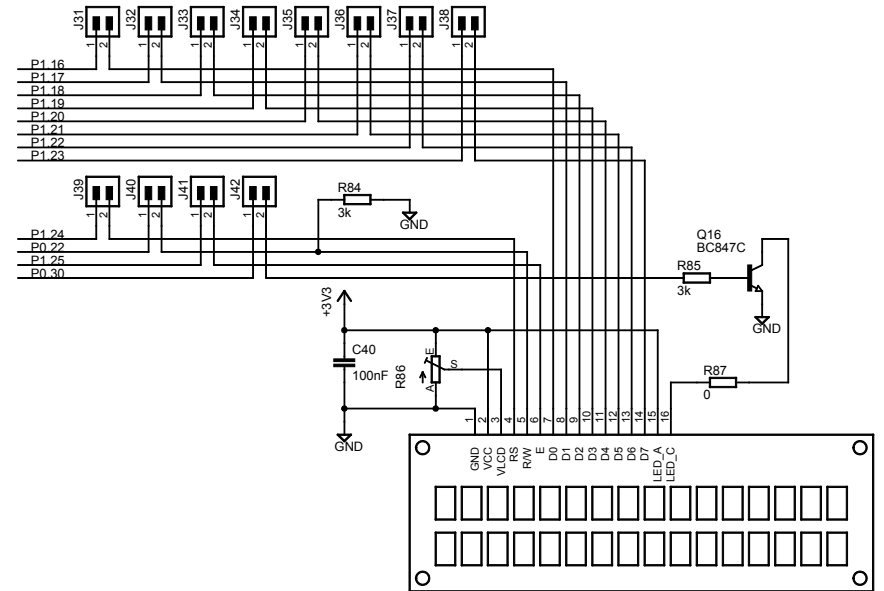 J31 J32 J33 J34 J35 J36 J37 J38
1 2 1 2 1 2 1 2 1 2 1 2 1 2 1 2
P1.16
P1.17
P1.18
P1.19
P1.20
P1.21
P1.22
P1.23
J39 J40 J41 J42
1 2 1 2 1 2 1 2
R84
3k
GND
P1.24
P0.22
P1.25
P0.30
Q16
BC847C
R85
3k
GND
+3V3
C40
100nF
R86
E
S
A
GND
R87
0
1 2 3 4 5 6 7 8 9 10 11 12 13 14 15 16
GND VCC VLCD RS R/W E D0 D1 D2 D3 D4 D5 D6 D7 LED_A LED_C